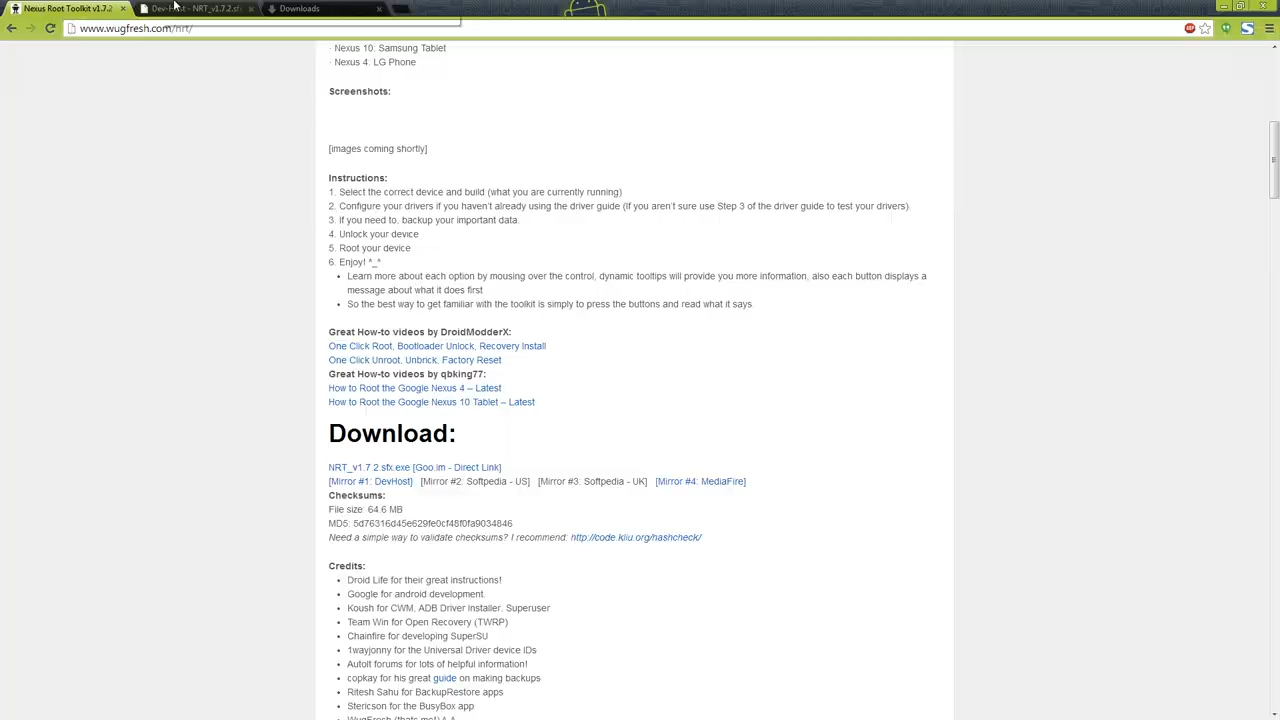 Nexus Root Toolkit v1.7.2
Dev-Host - NRT_v1.7.2.sf
Downloads
www.wugfresh.com/nrt/
· Nexus 10: Samsung Tablet
· Nexus 4: LG Phone
Screenshots:
[images coming shortly]
Instructions:
1. Select the correct device and build (what you are currently running)
2. Configure your drivers if you haven't already using the driver guide (If you aren't sure use Step 3 of the driver guide to test your drivers).
3. If you need to, backup your important data.
4. Unlock your device
5. Root your device
6. Enjoy! ^_^
• Learn more about each option by mousing over the control, dynamic tooltips will provide you more information, also each button displays a
message about what it does first
• So the best way to get familiar with the toolkit is simply to press the buttons and read what it says.
Great How-to videos by DroidModderX:
One Click Root, Bootloader Unlock, Recovery Install
One Click Unroot, Unbrick, Factory Reset
Great How-to videos by qbking77:
How to Root the Google Nexus 4 – Latest
How to Root the Google Nexus 10 Tablet – Latest
Download:
NRT_v1.7.2.sfx.exe [Goo.im - Direct Link]
[Mirror #1: DevHost] [Mirror #2: Softpedia - US] [Mirror #3: Softpedia - UK] [Mirror #4: MediaFire]
Checksums:
File size: 64.6 MB
MD5: 5d76316d45e629fe0cf48f0fa9034846
Need a simple way to validate checksums? I recommend: http://code.kliu.org/hashcheck/
Credits:
• Droid Life for their great instructions!
• Google for android development.
• Koush for CWM, ADB Driver Installer, Superuser
• Team Win for Open Recovery (TWRP)
• Chainfire for developing SuperSU
• 1wayjonny for the Universal Driver device IDs
• AutoIt forums for lots of helpful information!
• copkay for his great guide on making backups
• Ritesh Sahu for BackupRestore apps
• Stericson for the BusyBox app
• WugFresh (thats me!) ^.^